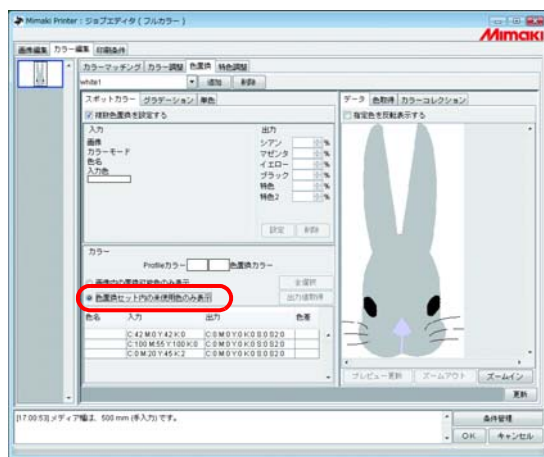 Mimaki Printer : ジョブエディタ ( フルカラー )
Mimaki
画像編集 カラー編集 印刷条件
カラーマッチング カラー調整 色置換 特色調整
white1 追加 削除
スポットカラー グラデーション 単色
複数色置換を設定する
入力
画像
カラーモード
色名
入力色
出力
シアン %
マゼンタ %
イエロー %
ブラック %
特色 %
特色2 %
設定 削除
カラー
Profileカラー 色置換カラー
画像内の置換可能色のみ表示 全選択
色置換セット内の未使用色のみ表示 出力値取得
色名 入力 出力 色差
C:42 M:0 Y:42 K:0 C:0 M:0 Y:0 K:0 S:0 S2:0
C:100 M:55 Y:100 K:0 C:0 M:0 Y:0 K:0 S:0 S2:0
C:0 M:20 Y:45 K:2 C:0 M:0 Y:0 K:0 S:0 S2:0
データ 色取得 カラーコレクション
指定色を反転表示する
プレビュー更新 ズームアウト ズームイン
更新
[17:00:53] メディア幅は、500 mm (手入力) です。
条件管理
OK キャンセル